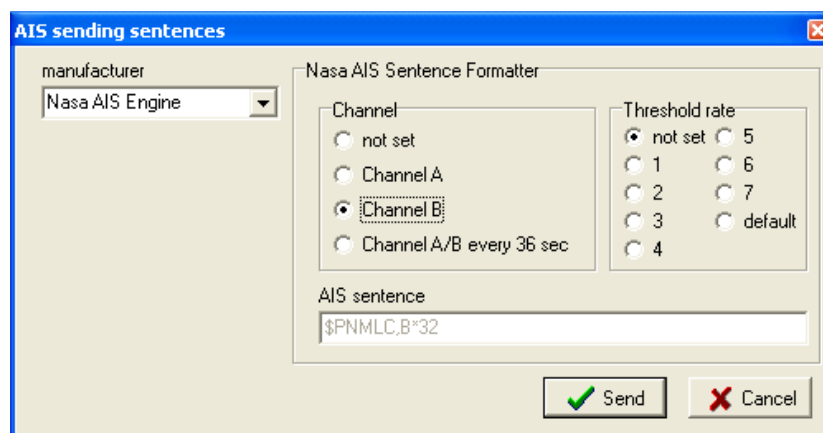 AIS sending sentences
manufacturer
Nasa AIS Engine
Nasa AIS Sentence Formatter
Channel
not set
Channel A
Channel B
Channel A/B every 36 sec
Threshold rate
not set 5
1 6
2 7
3 default
4
AIS sentence
$PNMLC,B*32
Send Cancel